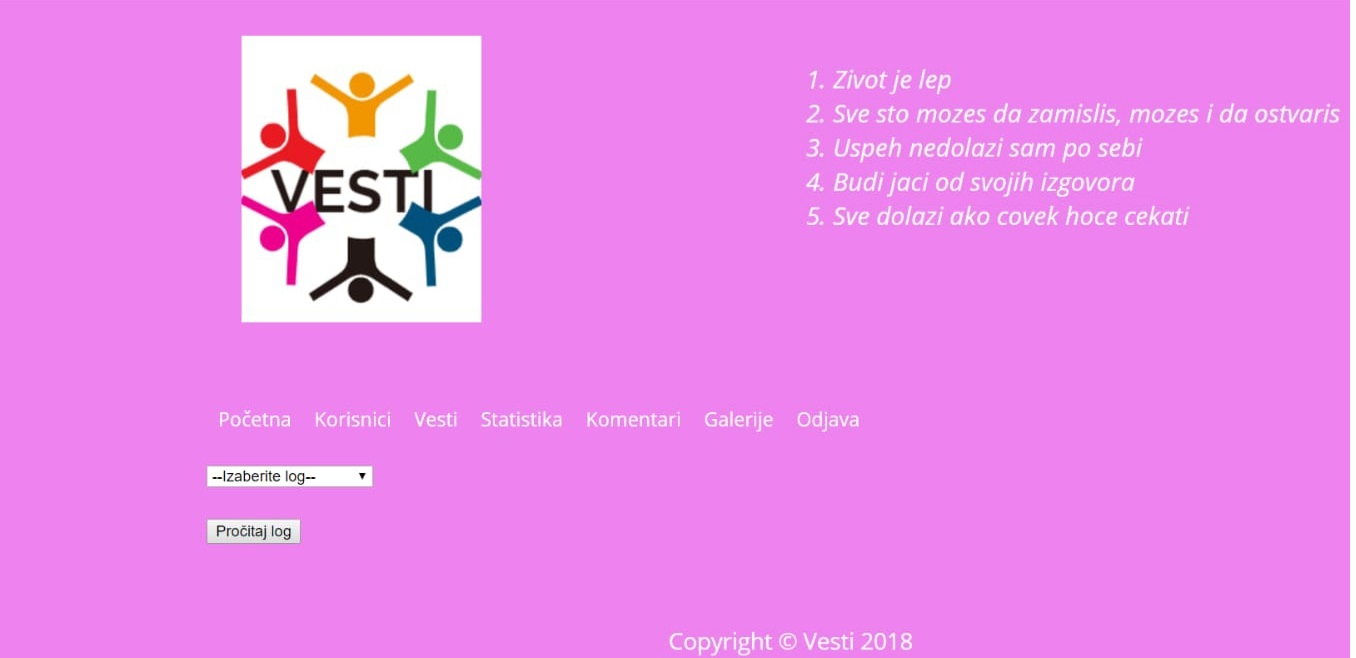 VESTI
1. Zivot je lep
2. Sve sto mozes da zamislis, mozes i da ostvaris
3. Uspeh nedolazi sam po sebi
4. Budi jaci od svojih izgovora
5. Sve dolazi ako covek hoce cekati
Početna Korisnici Vesti Statistika Komentari Galerije Odjava
--Izaberite log--
Pročitaj log
Copyright © Vesti 2018